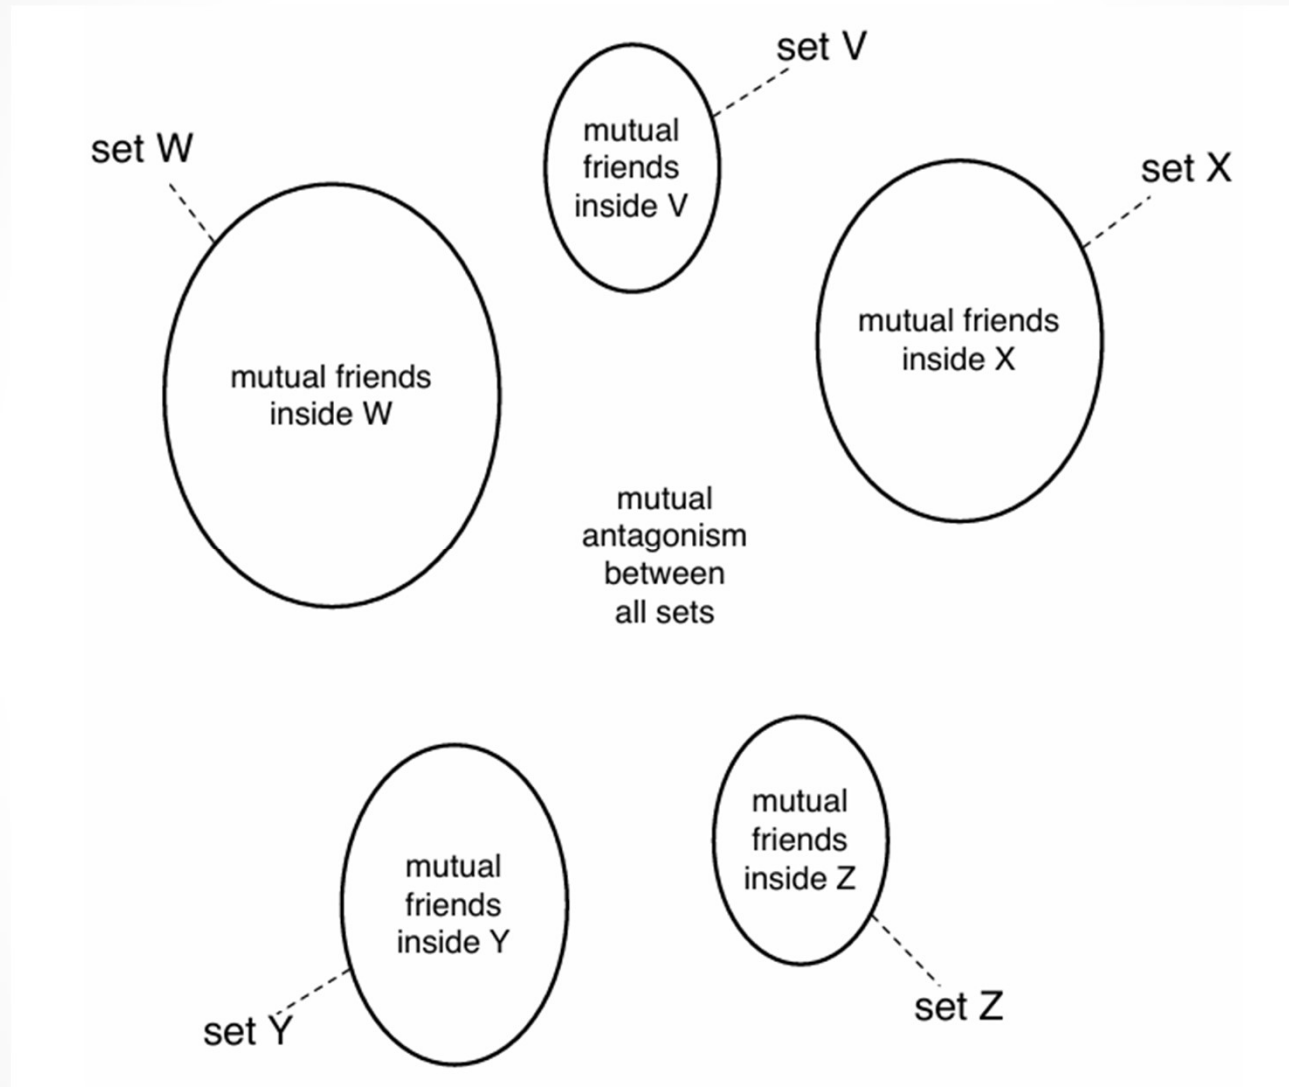 set V
mutual
friends
inside V
set W
set X
mutual friends
inside X
mutual friends
inside W
mutual
antagonism
between
all sets
mutual
friends
inside Z
mutual
friends
inside Y
set Z
set Y